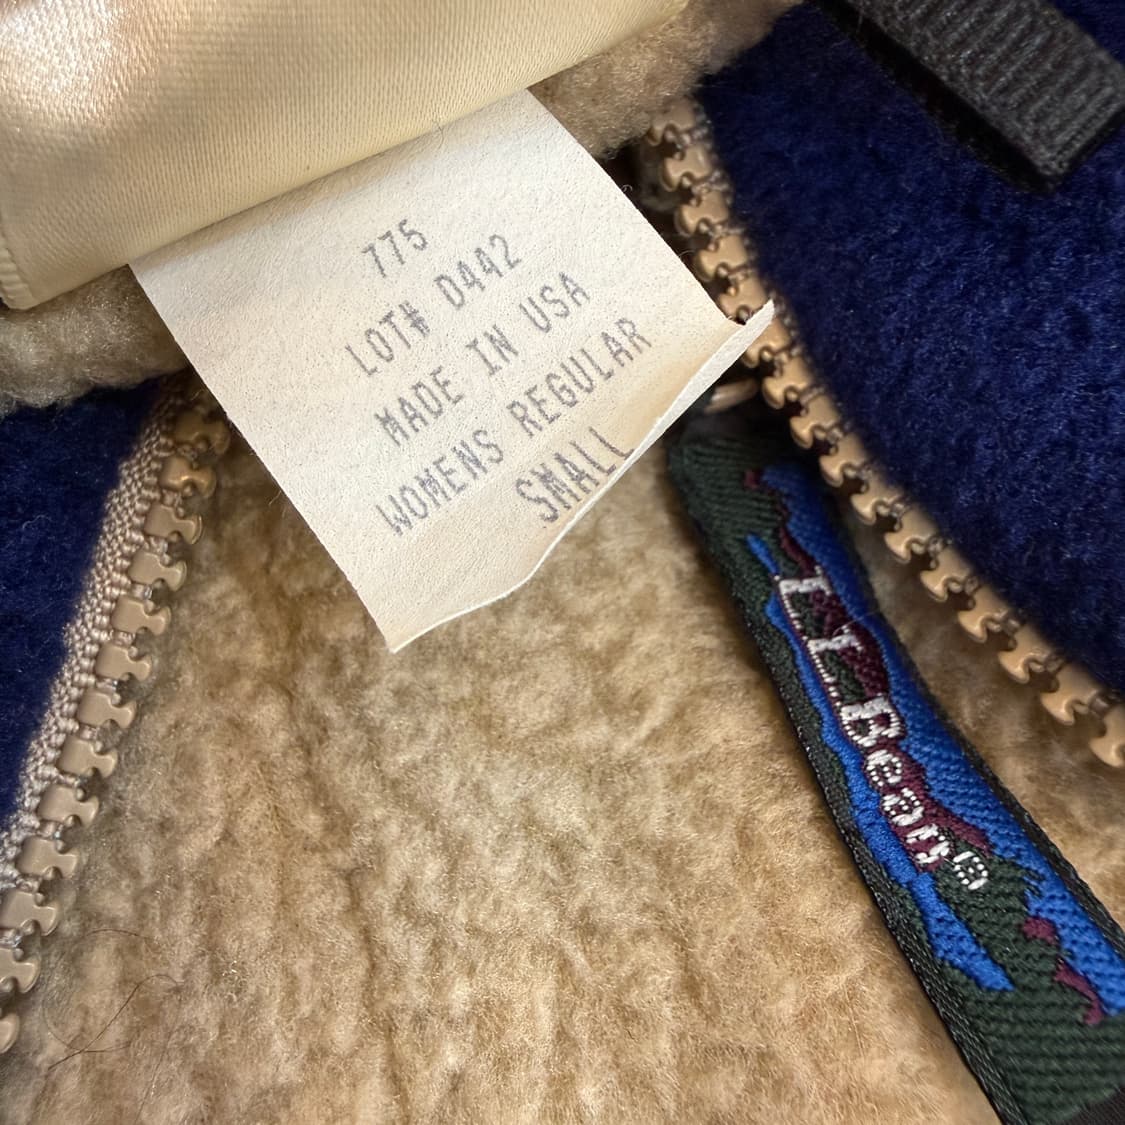 775
LOT# D442
MADE IN USA
WOMENS REGULAR
SMALL
L.L.Bean®